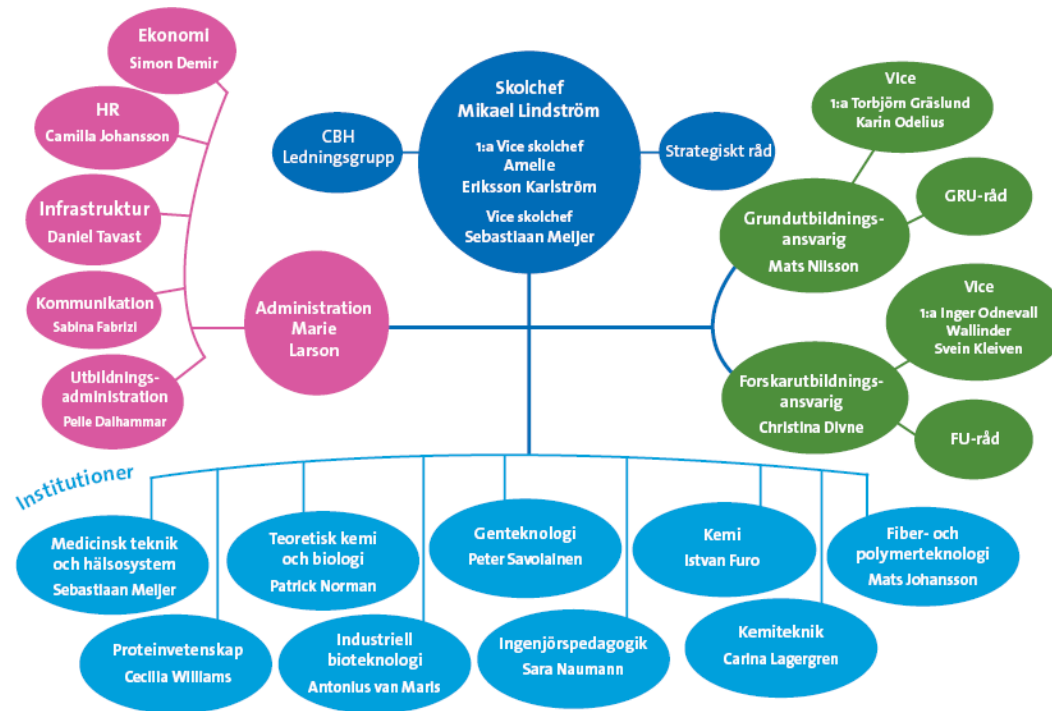 Ekonomi
Simon Demir
HR
Camilla Johansson
Infrastruktur
Daniel Tavast
Kommunikation
Sabina Fabrizi
Utbildnings-
administration
Pelle Dalhammar
Administration
Marie
Larson
CBH
Ledningsgrupp
Skolchef
Mikael Lindström
1:a Vice skolchef
Amelie
Eriksson Karlström
Vice skolchef
Sebastiaan Meijer
Strategiskt råd
Vice
1:a Torbjörn Gräslund
Karin Odelius
GRU-råd
Grundutbildnings-
ansvarig
Mats Nilsson
Vice
1:a Inger Odnevall
Wallinder
Svein Kleiven
Forskarutbildnings-
ansvarig
Christina Divne
FU-råd
Institutioner
Medicinsk teknik
och hälsosystem
Sebastiaan Meijer
Teoretisk kemi
och biologi
Patrick Norman
Genteknologi
Peter Savolainen
Kemi
Istvan Furo
Fiber- och
polymerteknologi
Mats Johansson
Proteinvetenskap
Cecilia Williams
Industriell
bioteknologi
Antonius van Maris
Ingenjörspedagogik
Sara Naumann
Kemiteknik
Carina Lagergren